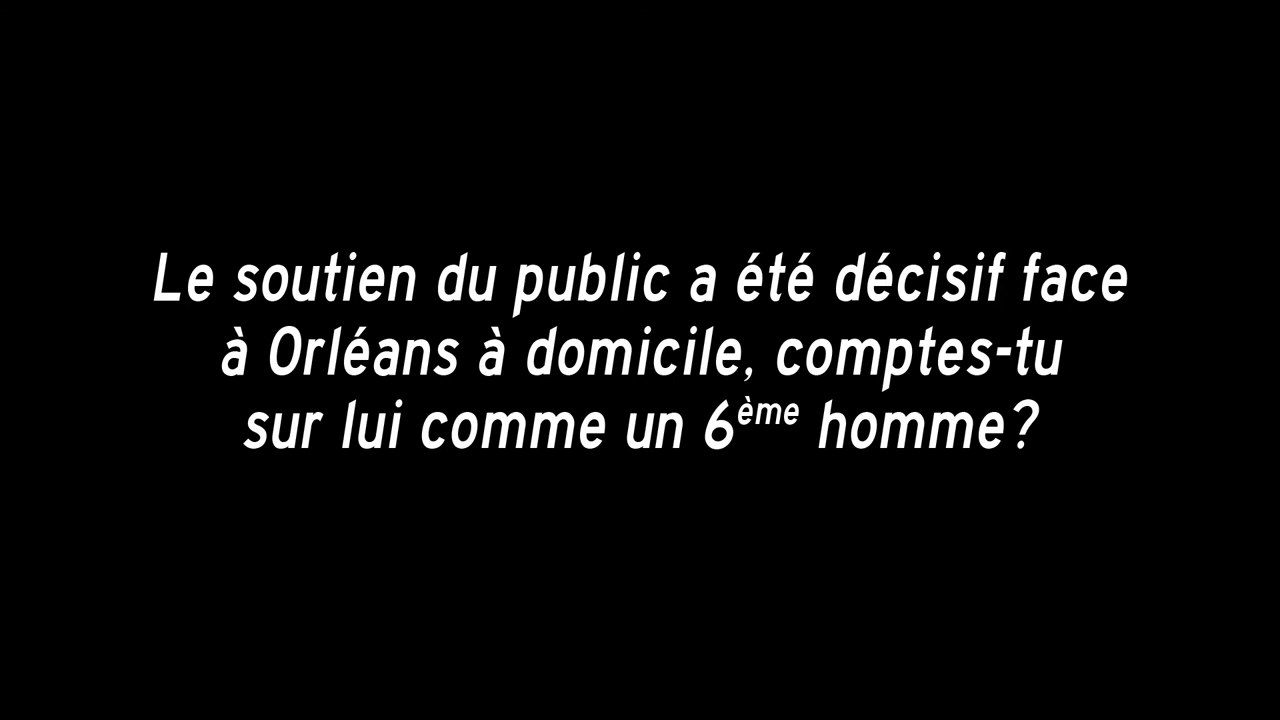 Le soutien du public a été décisif face
à Orléans à domicile, comptes-tu
sur lui comme un 6ème homme?